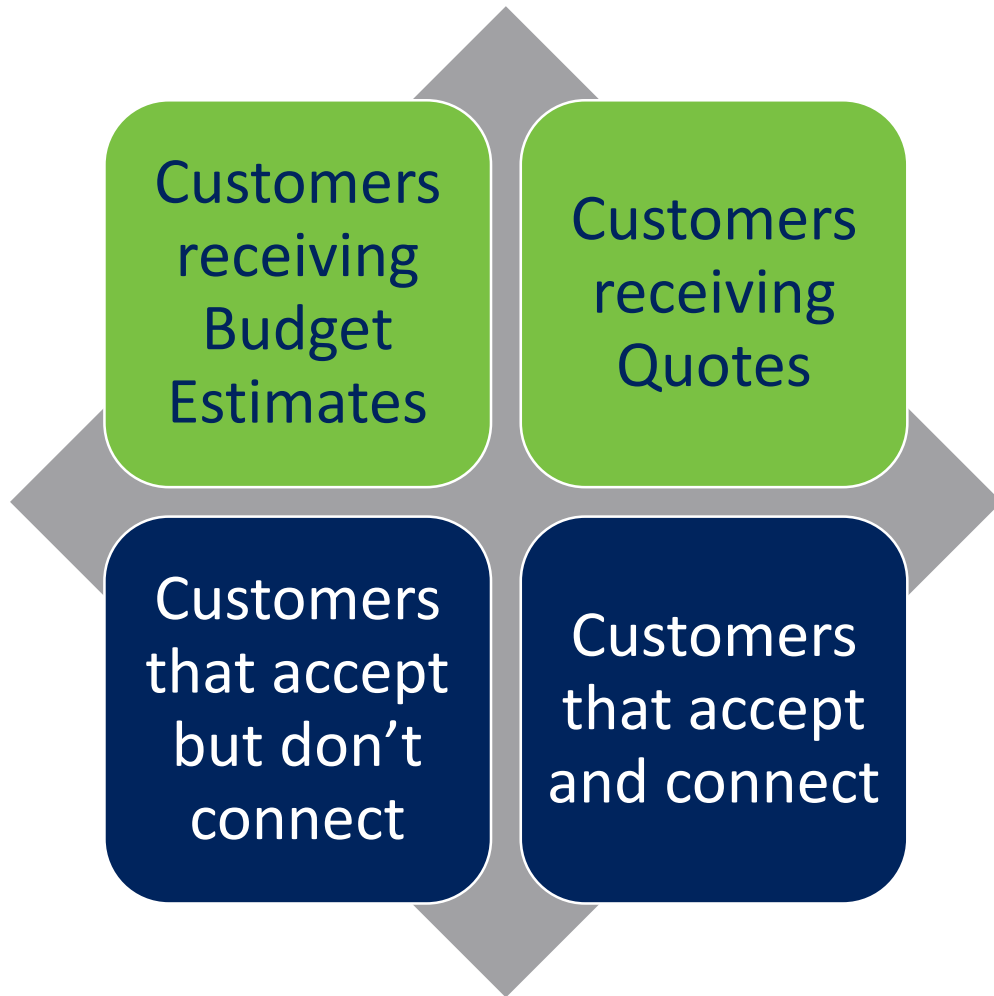 Customers
receiving
Budget
Estimates
Customers
receiving
Quotes
Customers
that accept
but don’t
connect
Customers
that accept
and connect